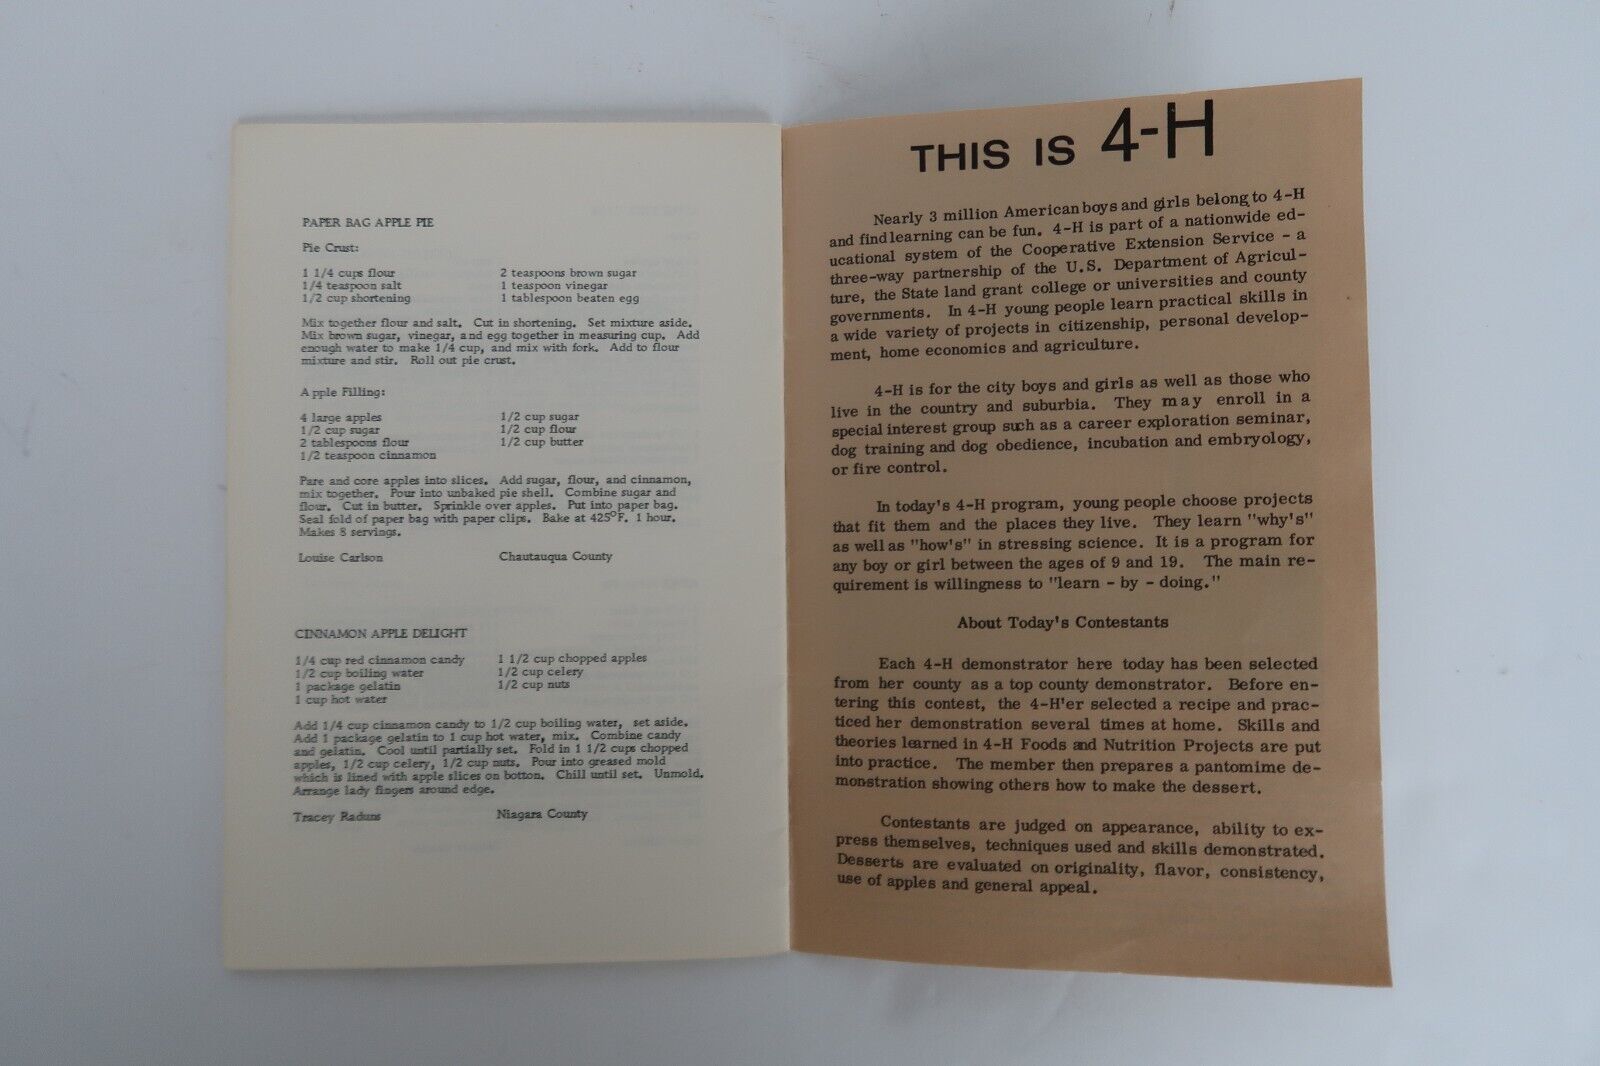 PAPER BAG APPLE PIE
Pie Crust:
1 1/4 cups flour
1/4 teaspoon salt
1/2 cup shortening
2 teaspoons brown sugar
1 teaspoon vinegar
1 tablespoon beaten egg
Mix together flour and salt. Cut in shortening. Set mixture aside.
Mix brown sugar, vinegar, and egg together in measuring cup. Add
enough water to make 1/4 cup, and mix with fork. Add to flour
mixture and stir. Roll out pie crust.
Apple Filling:
4 large apples
1/2 cup sugar
2 tablespoons flour
1/2 teaspoon cinnamon
1/2 cup sugar
1/2 cup flour
1/2 cup butter
Pare and core apples into slices. Add sugar, flour, and cinnamon,
mix together. Pour into unbaked pie shell. Combine sugar and
flour. Cut in butter. Sprinkle over apples. Put into paper bag.
Seal fold of paper bag with paper clips. Bake at 425°F. 1 hour.
Makes 8 servings.
Louise Carlson Chautauqua County
CINNAMON APPLE DELIGHT
1/4 cup red cinnamon candy
1/2 cup boiling water
1 package gelatin
1 cup hot water
1 1/2 cup chopped apples
1/2 cup celery
1/2 cup nuts
Add 1/4 cup cinnamon candy to 1/2 cup boiling water, set aside.
Add 1 package gelatin to 1 cup hot water, mix. Combine candy
and gelatin. Cool until partially set. Fold in 1 1/2 cups chopped
apples, 1/2 cup celery, 1/2 cup nuts. Pour into greased mold
which is lined with apple slices on botton. Chill until set. Unmold.
Arrange lady fingers around edge.
Tracey Raduns Niagara County
THIS IS 4-H
Nearly 3 million American boys and girls belong to 4-H
and find learning can be fun. 4-H is part of a nationwide ed-
ucational system of the Cooperative Extension Service - a
three-way partnership of the U.S. Department of Agricul-
ture, the State land grant college or universities and county
governments. In 4-H young people learn practical skills in
a wide variety of projects in citizenship, personal develop-
ment, home economics and agriculture.
4-H is for the city boys and girls as well as those who
live in the country and suburbia. They may enroll in a
special interest group such as a career exploration seminar,
dog training and dog obedience, incubation and embryology,
or fire control.
In today's 4-H program, young people choose projects
that fit them and the places they live. They learn "why's"
as well as "how's" in stressing science. It is a program for
any boy or girl between the ages of 9 and 19. The main re-
quirement is willingness to "learn - by - doing."
About Today's Contestants
Each 4-H demonstrator here today has been selected
from her county as a top county demonstrator. Before en-
tering this contest, the 4-H'er selected a recipe and prac-
ticed her demonstration several times at home. Skills and
theories learned in 4-H Foods and Nutrition Projects are put
into practice. The member then prepares a pantomime de-
monstration showing others how to make the dessert.
Contestants are judged on appearance, ability to ex-
press themselves, techniques used and skills demonstrated.
Desserts are evaluated on originality, flavor, consistency,
use of apples and general appeal.